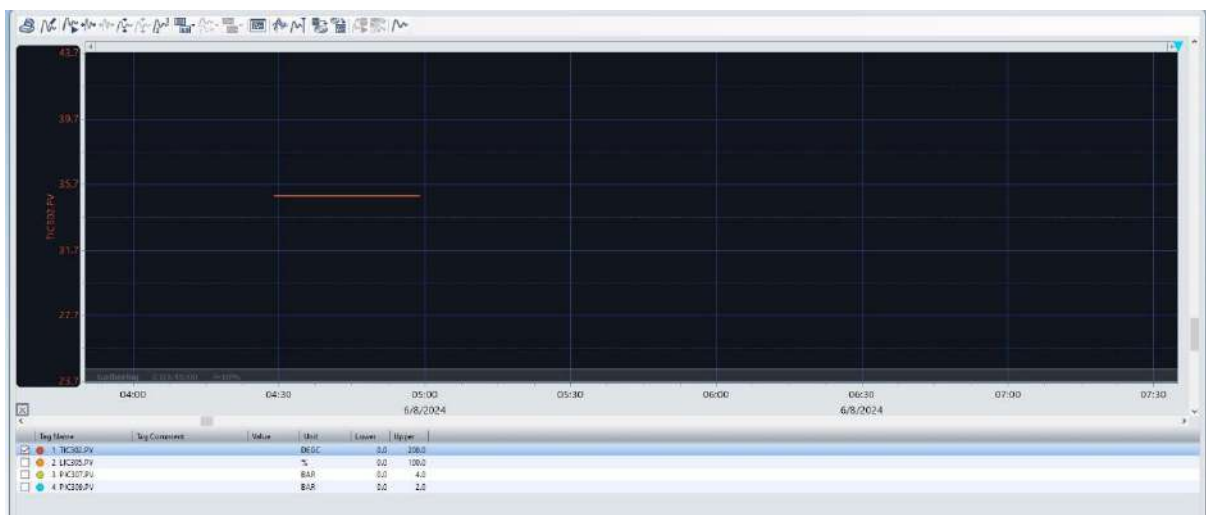 43.7
39.7
35.7
TIC302.PV
31.7
27.7
23.7
04:00 04:30 05:00 05:30 06:00 06:30 07:00 07:30
6/8/2024 6/8/2024
Tag Name Tag Comment Value Unit Lower Upper
1 TIC302.PV DEGC 0.0 200.0
2 LIC305.PV % 0.0 100.0
3 PIC307.PV BAR 0.0 4.0
4 PIC308.PV BAR 0.0 2.0